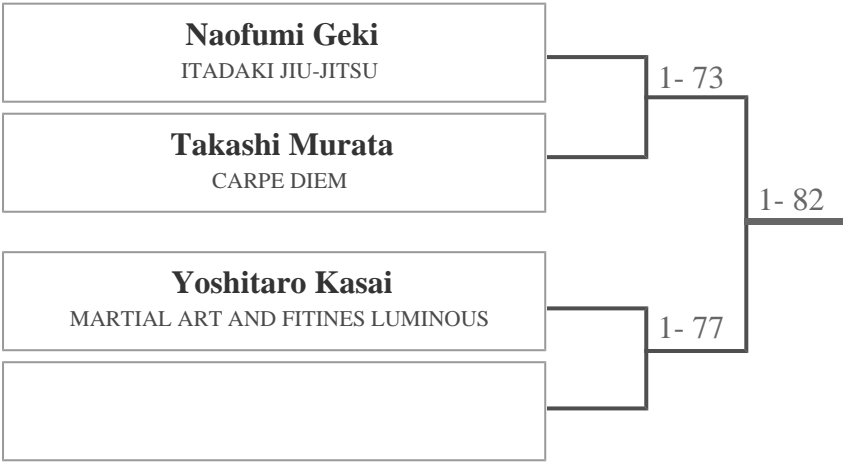 Naofumi Geki
ITADAKI JIU-JITSU
1- 73
Takashi Murata
CARPE DIEM
1- 82
Yoshitaro Kasai
MARTIAL ART AND FITINES LUMINOUS
1- 77